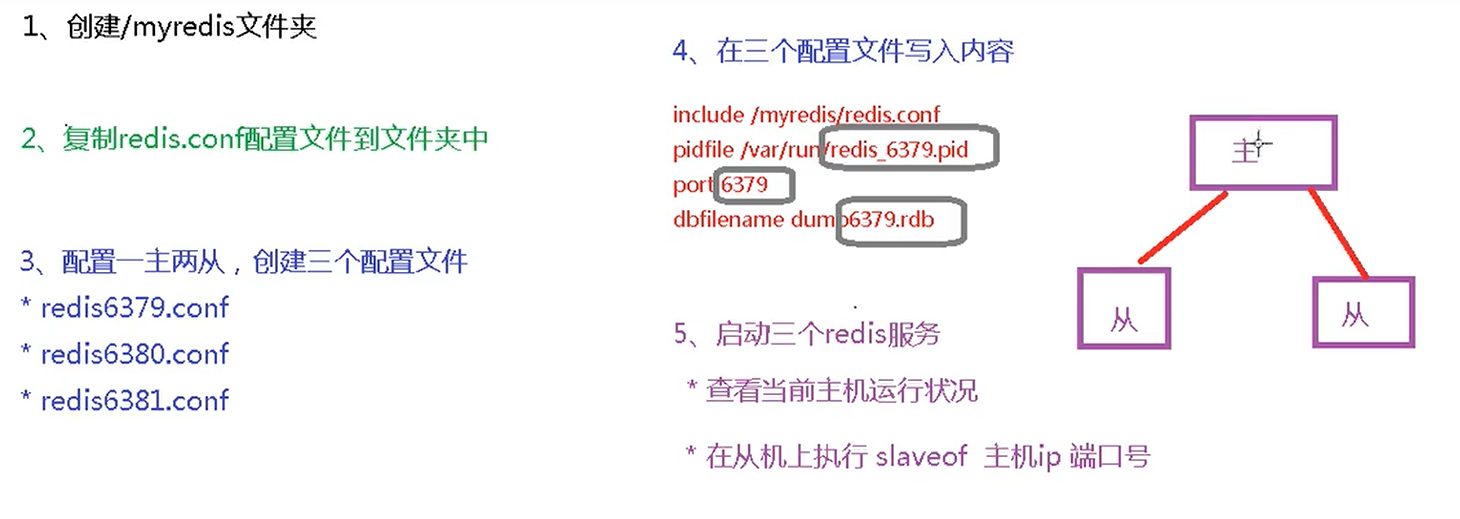 1、创建/myredis文件夹
2、复制redis.conf配置文件到文件夹中
3、配置一主两从，创建三个配置文件
* redis6379.conf
* redis6380.conf
* redis6381.conf
4、在三个配置文件写入内容
include /myredis/redis.conf
pidfile /var/run/redis_6379.pid
port 6379
dbfilename dump6379.rdb
5、启动三个redis服务
* 查看当前主机运行状况
* 在从机上执行 slaveof 主机ip 端口号
主
从 从